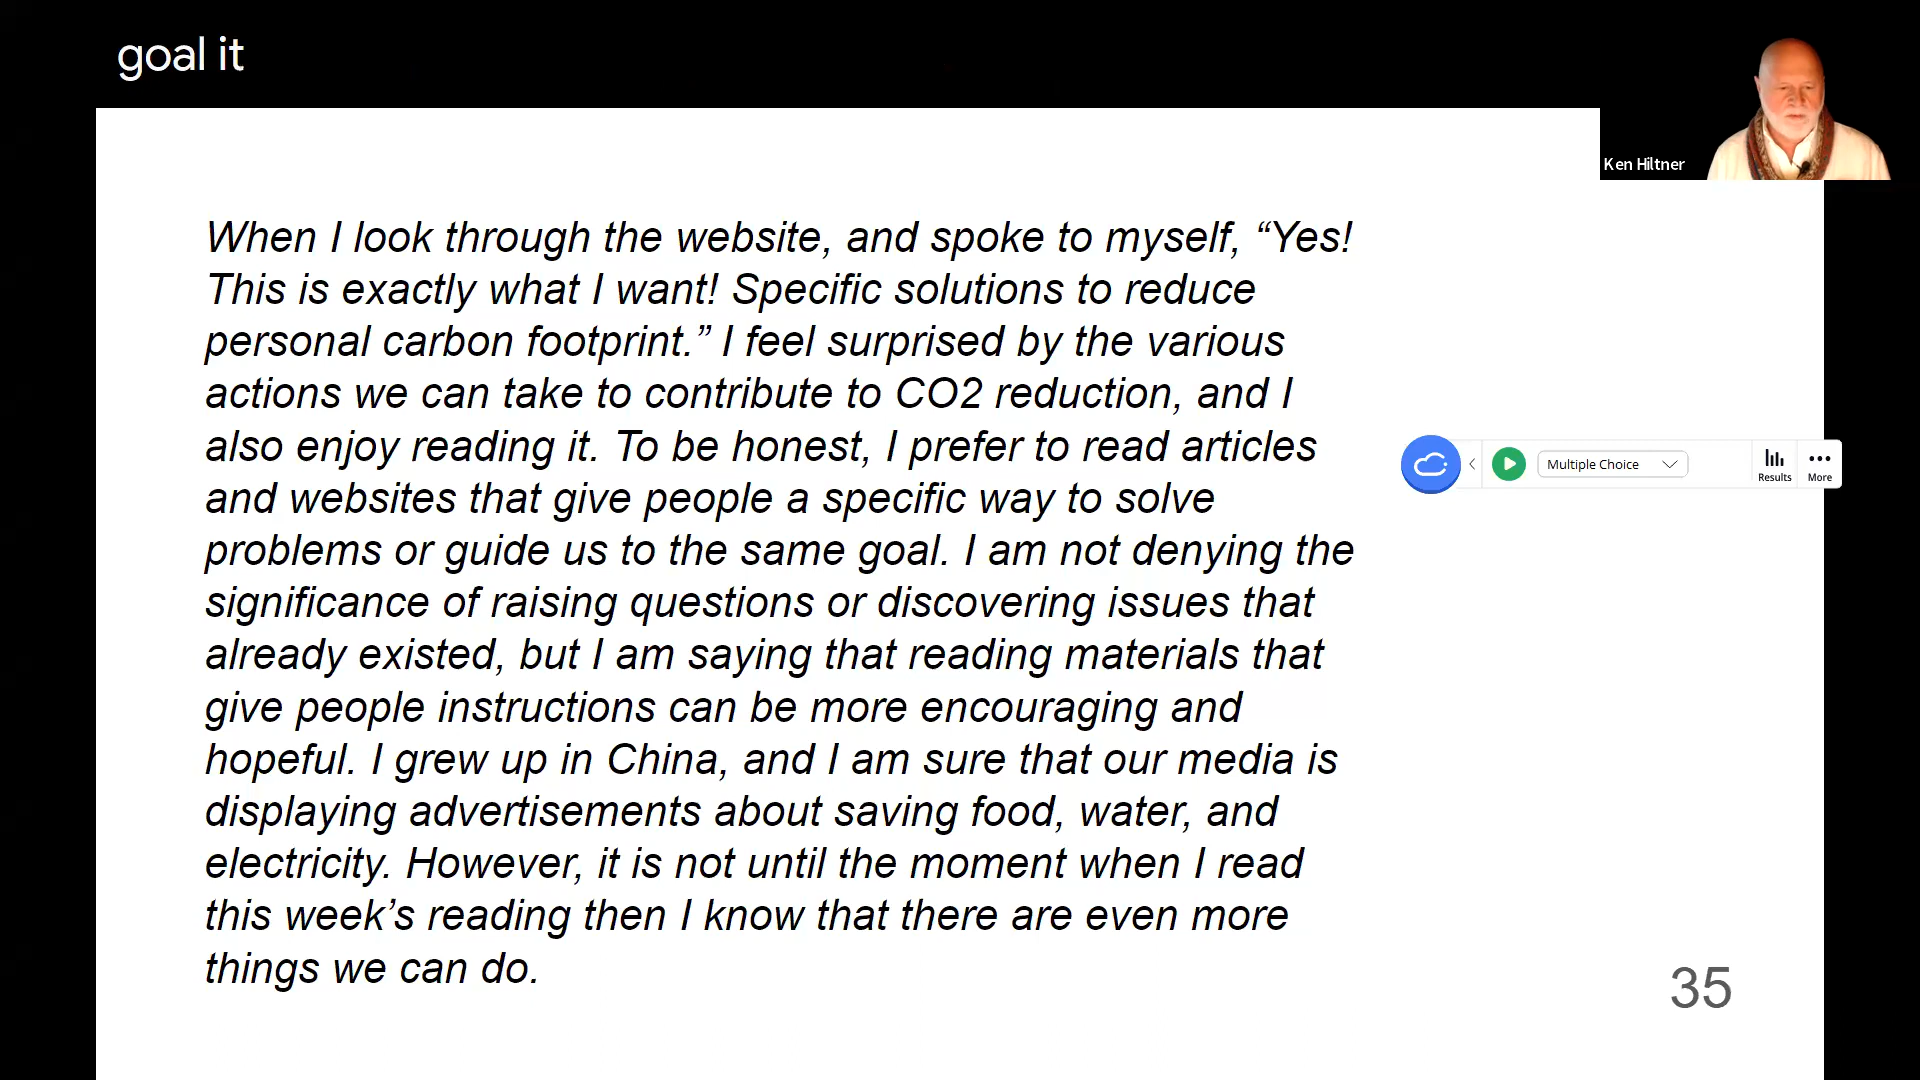 goal it
Ken Hiltner
When I look through the website, and spoke to myself, “Yes!
This is exactly what I want! Specific solutions to reduce
personal carbon footprint.” I feel surprised by the various
actions we can take to contribute to CO2 reduction, and I
also enjoy reading it. To be honest, I prefer to read articles
and websites that give people a specific way to solve
problems or guide us to the same goal. I am not denying the
significance of raising questions or discovering issues that
already existed, but I am saying that reading materials that
give people instructions can be more encouraging and
hopeful. I grew up in China, and I am sure that our media is
displaying advertisements about saving food, water, and
electricity. However, it is not until the moment when I read
this week’s reading then I know that there are even more
things we can do.
Multiple Choice
Results
More
35